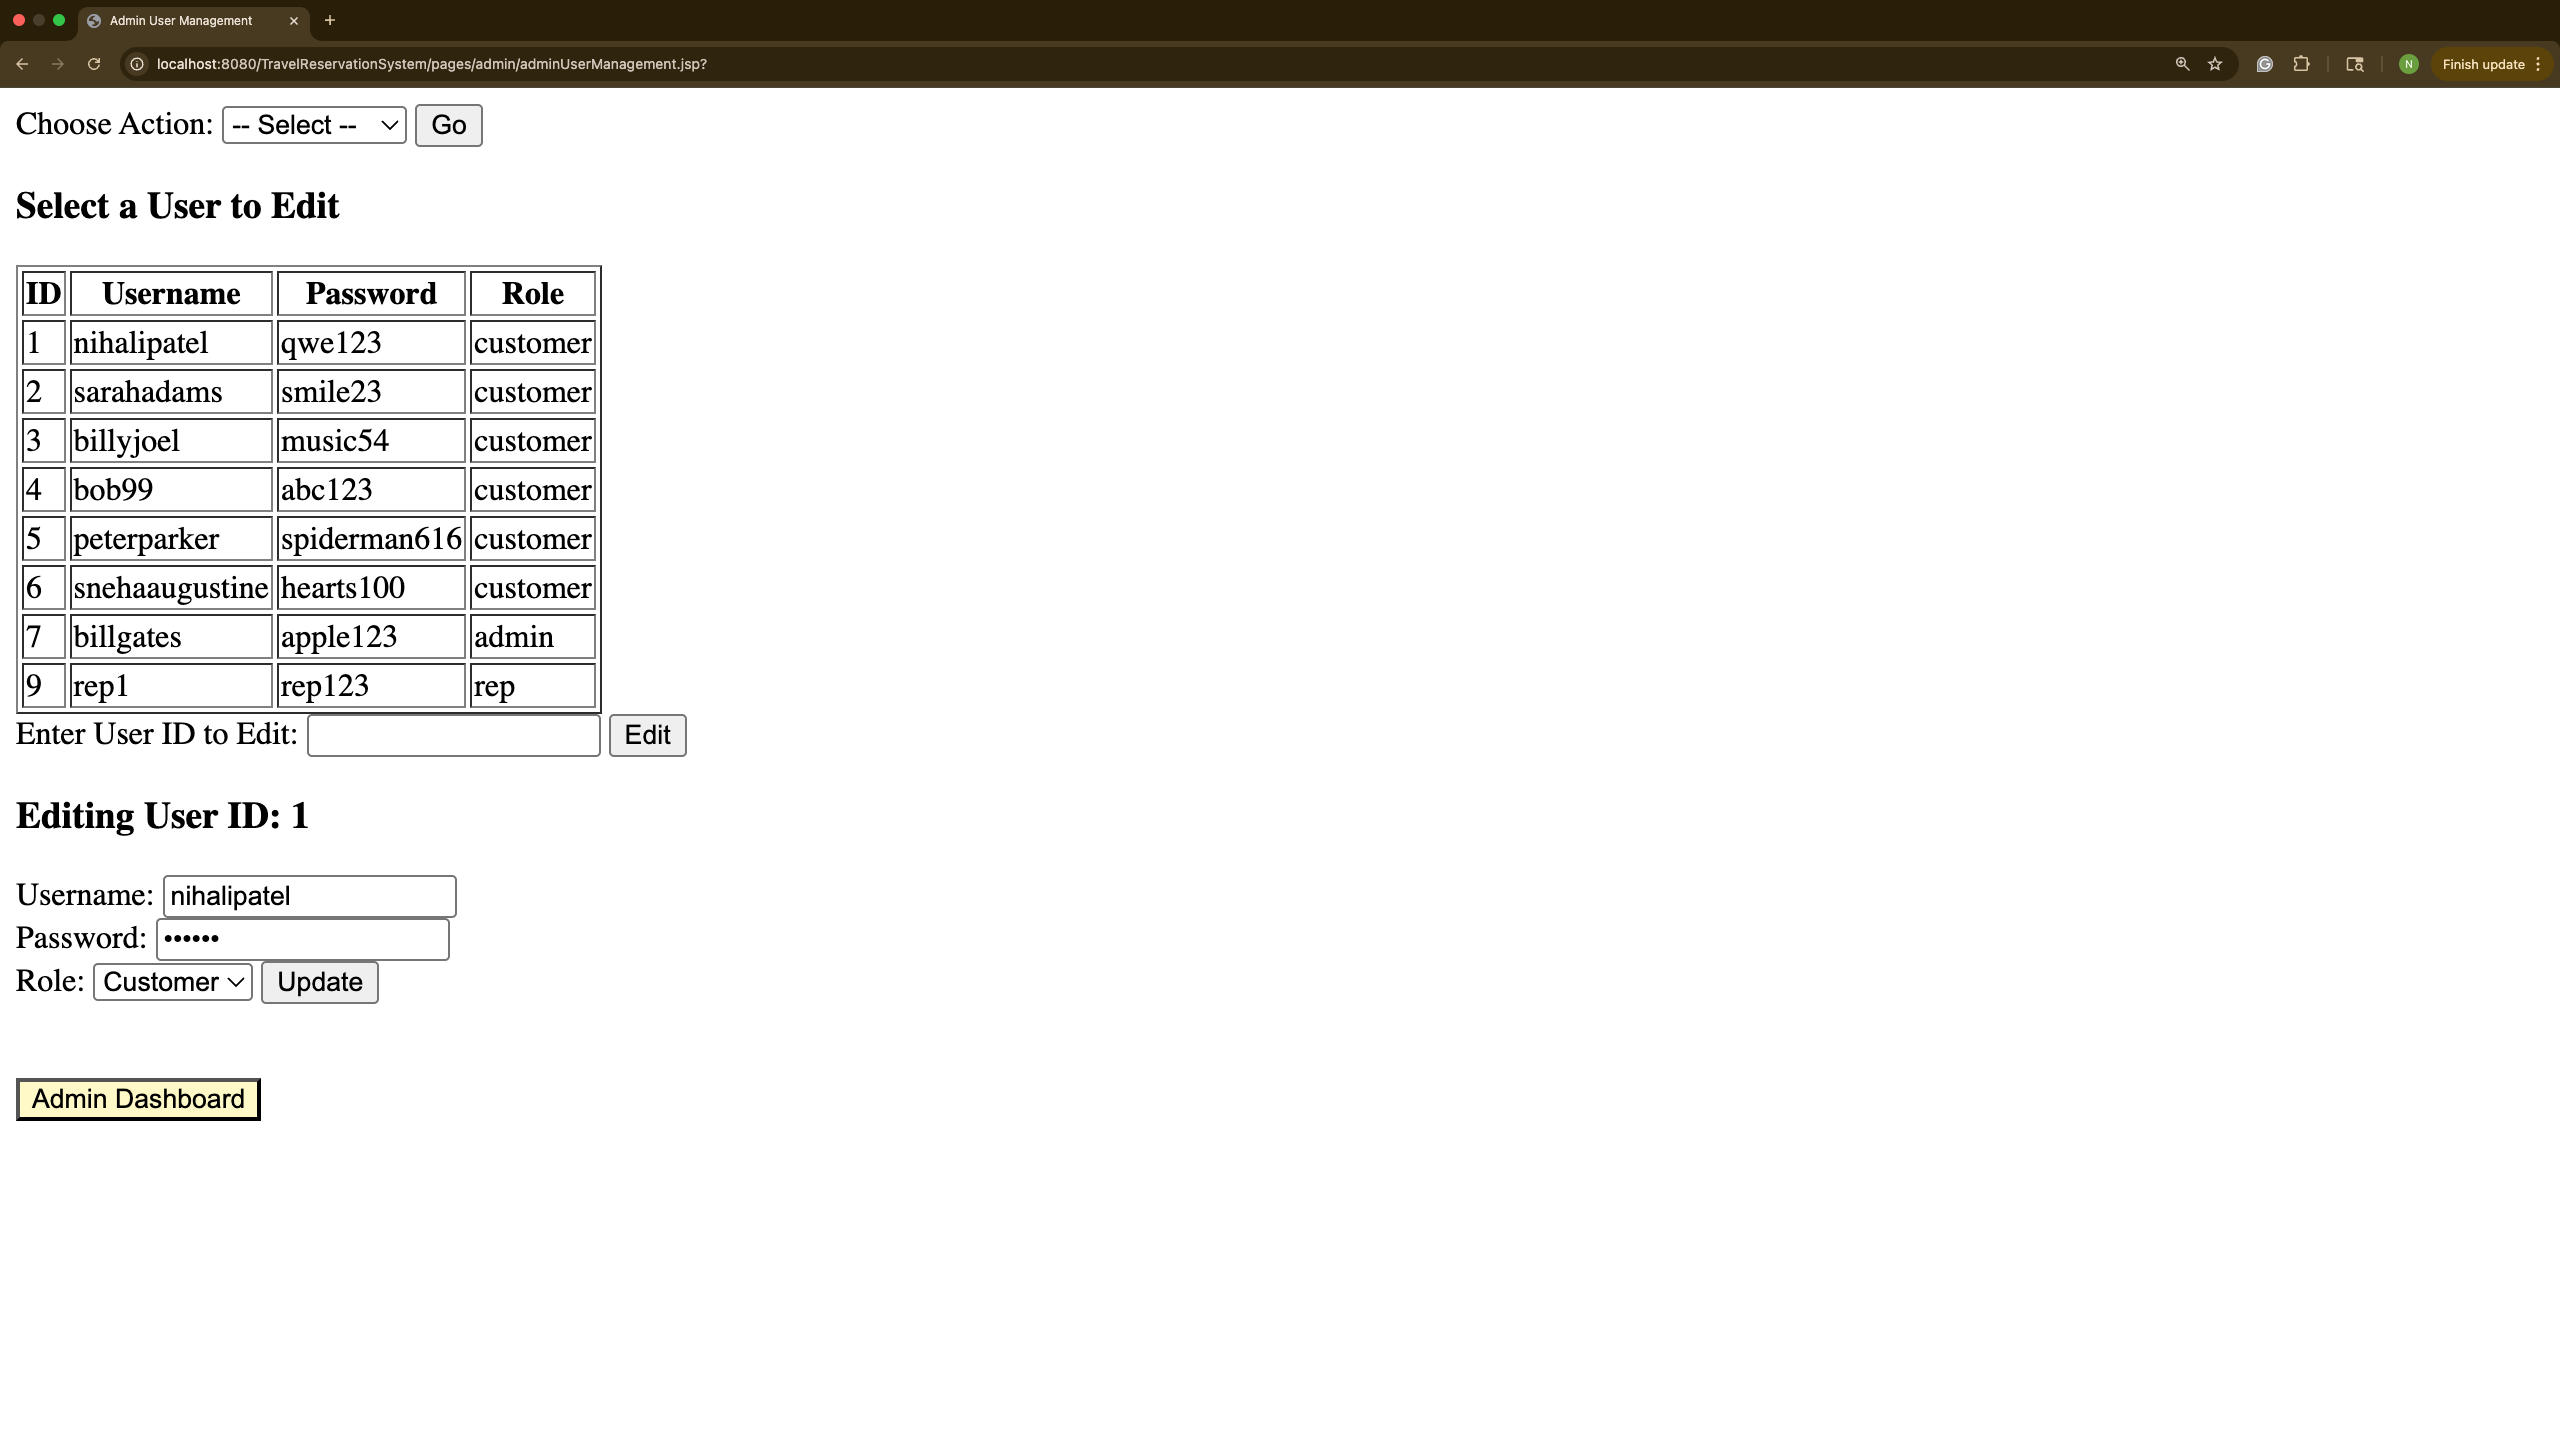 Admin User Management
localhost:8080/TravelReservationSystem/pages/admin/adminUserManagement.jsp?
N
Finish update
Choose Action: -- Select -- Go
Select a User to Edit
ID Username Password Role
1 nihalipatel qwe123 customer
2 sarahadams smile23 customer
3 billyjoel music54 customer
4 bob99 abc123 customer
5 peterparker spiderman616 customer
6 snehaaugustine hearts100 customer
7 billgates apple123 admin
9 rep1 rep123 rep
Enter User ID to Edit: Edit
Editing User ID: 1
Username: nihalipatel
Password: ••••••
Role: Customer Update
Admin Dashboard